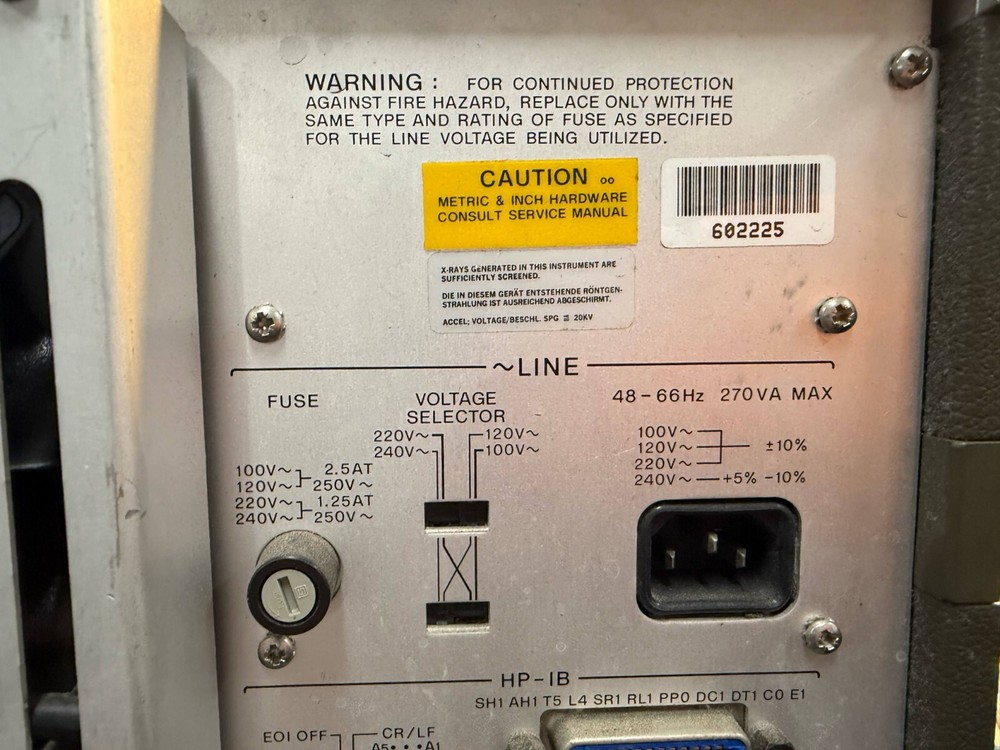 WARNING : FOR CONTINUED PROTECTION
AGAINST FIRE HAZARD, REPLACE ONLY WITH THE
SAME TYPE AND RATING OF FUSE AS SPECIFIED
FOR THE LINE VOLTAGE BEING UTILIZED.
CAUTION
METRIC & INCH HARDWARE
CONSULT SERVICE MANUAL
602225
X-RAYS GENERATED IN THIS INSTRUMENT ARE
SUFFICIENTLY SCREENED.
DIE IN DIESEM GERÄT ENTSTEHENDE RÖNTGEN-
STRAHLUNG IST AUSREICHEND ABGESCHIRMT.
ACCEL; VOLTAGE/BESCHL. SPG ≦ 20KV
~LINE
FUSE
100V~ 2.5AT
120V~ 250V~
220V~ 1.25AT
240V~ 250V~
VOLTAGE
SELECTOR
220V~ 120V~
240V~ 100V~
48-66Hz 270VA MAX
100V~
120V~ ±10%
220V~
240V~ +5% -10%
HP-IB
SH1 AH1 T5 L4 SR1 RL1 PP0 DC1 DT1 C0 E1
EOI OFF CR/LF
A5•••A1